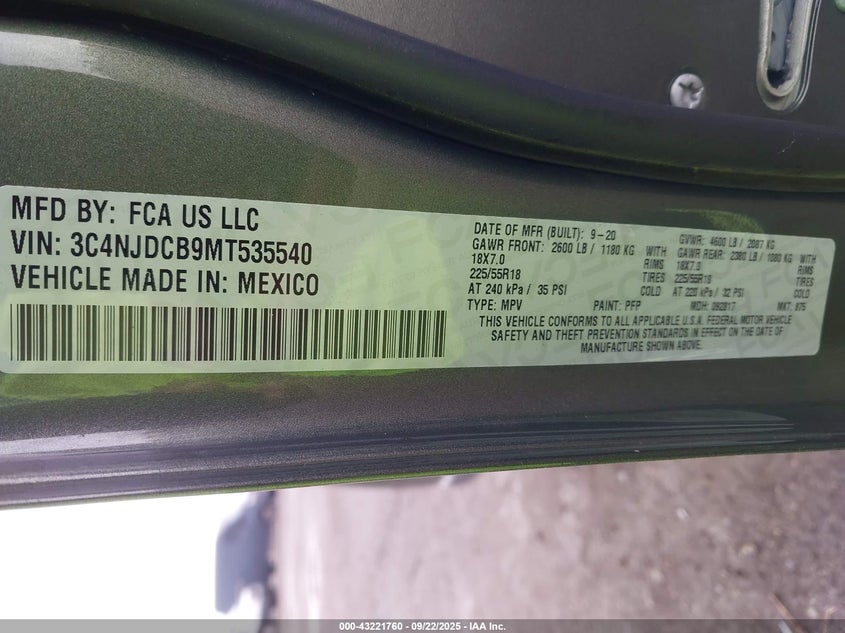 MFD BY: FCA US LLC
VIN: 3C4NJDCB9MT535540
VEHICLE MADE IN: MEXICO
DATE OF MFR (BUILT): 9-20 GVWR: 4600 LB / 2087 KG
GAWR FRONT: 2600 LB / 1180 KG WITH GAWR REAR: 2380 LB / 1080 KG WITH
18X7.0 RIMS 18X7.0 RIMS
225/55R18 TIRES 225/55R18 TIRES
AT 240 kPa / 35 PSI COLD AT 220 kPa / 32 PSI COLD
TYPE: MPV PAINT: PFP MDH: 092817 MKT: 875
THIS VEHICLE CONFORMS TO ALL APPLICABLE U.S.A. FEDERAL MOTOR VEHICLE
SAFETY AND THEFT PREVENTION STANDARDS IN EFFECT ON THE DATE OF
MANUFACTURE SHOWN ABOVE.
000-43221760 - 09/22/2025 - IAA Inc.